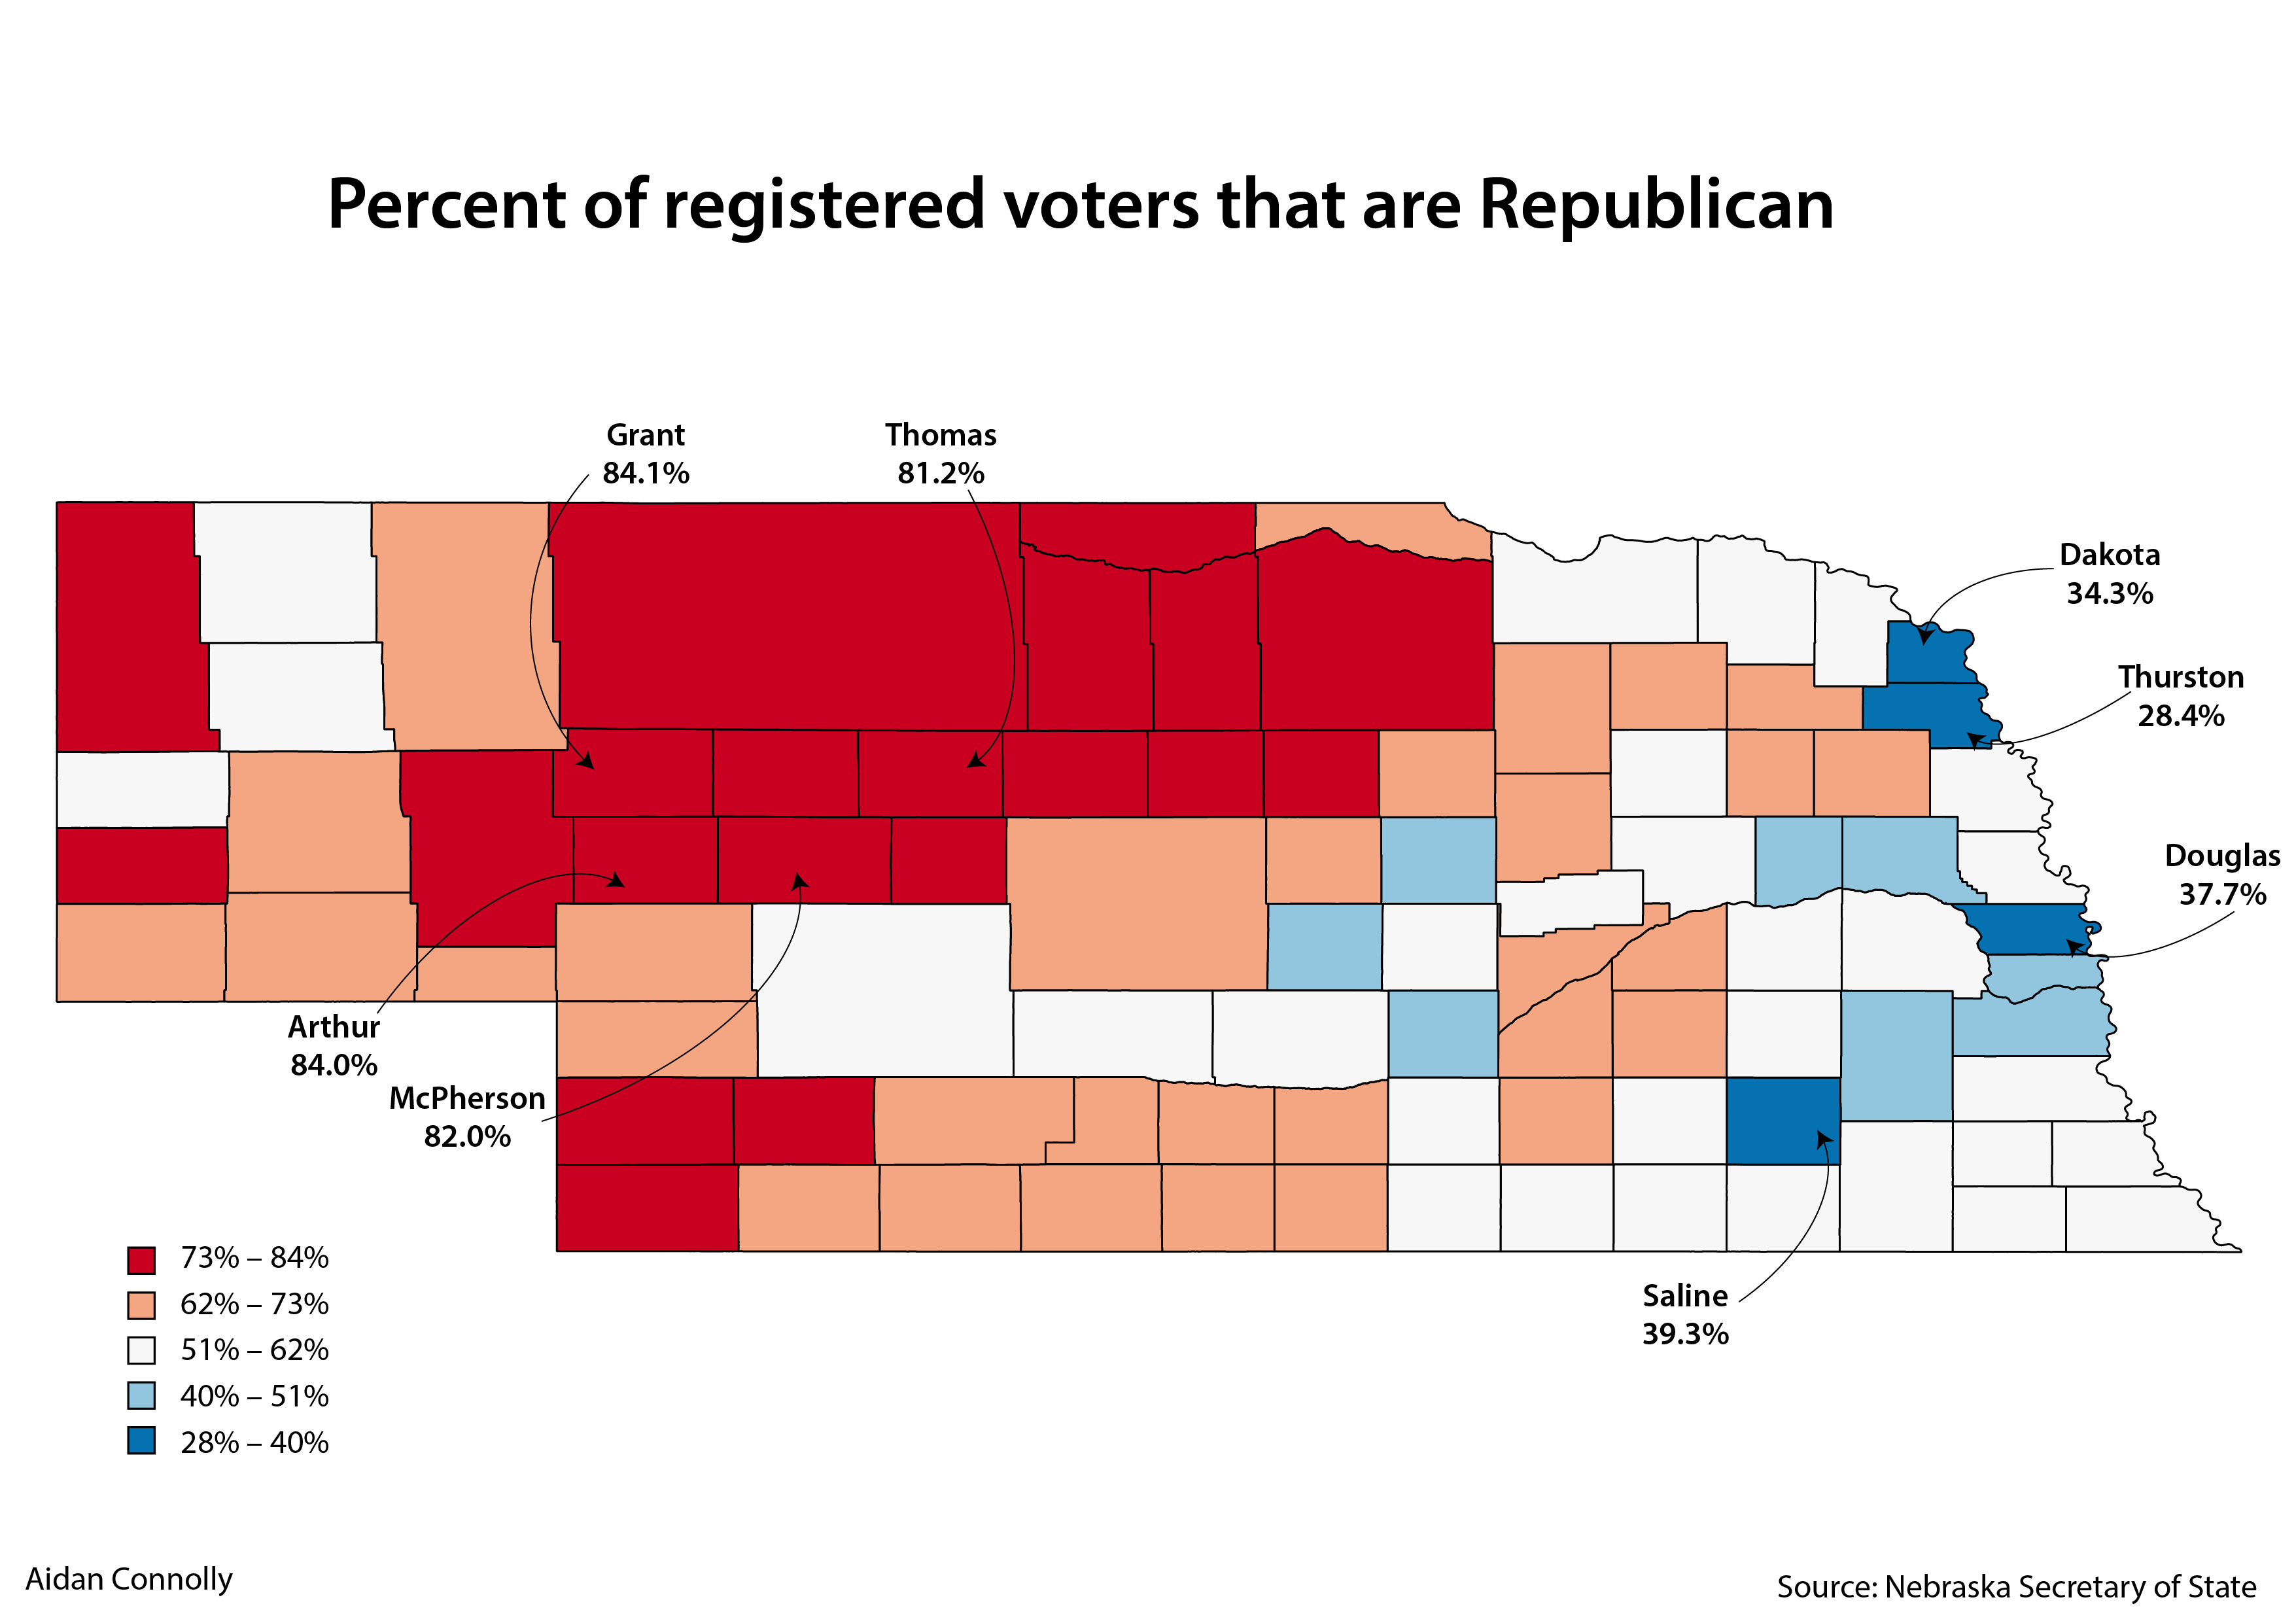 Percent of registered voters that are Republican
Grant
84.1%
Thomas
81.2%
Dakota
34.3%
Thurston
28.4%
Douglas
37.7%
Arthur
84.0%
McPherson
82.0%
Saline
39.3%
73% – 84%
62% – 73%
51% – 62%
40% – 51%
28% – 40%
Aidan Connolly
Source: Nebraska Secretary of State